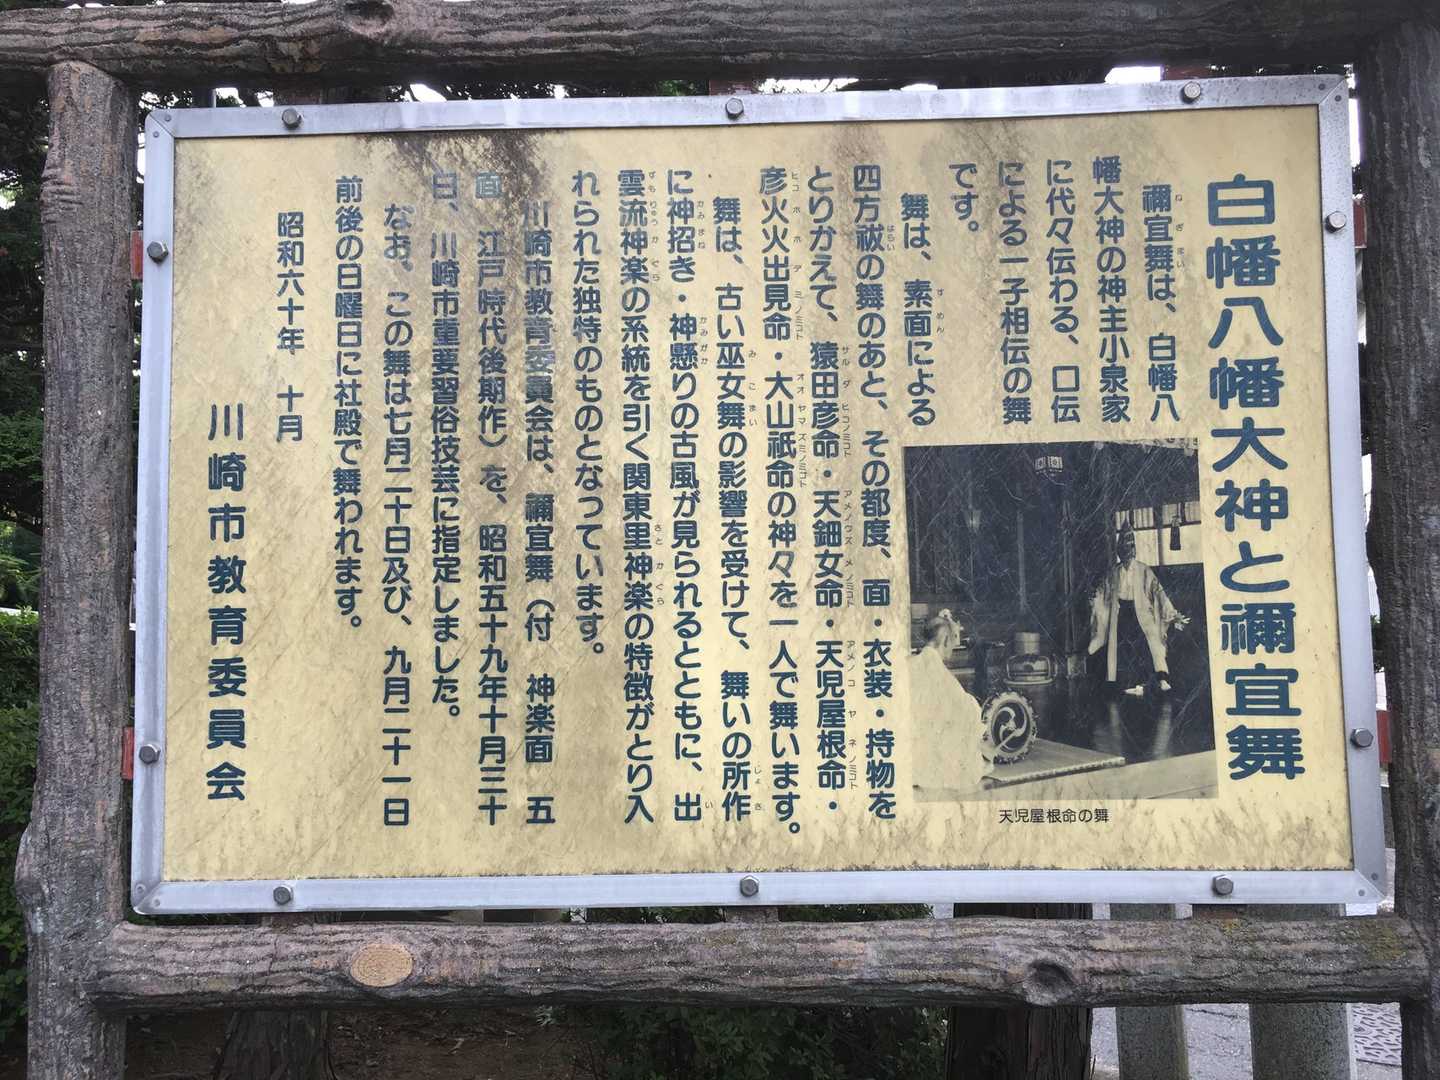 白幡八幡大神と禰宜舞
禰宜舞は、白幡八
幡大神の神主小泉家
に代々伝わる、口伝
による一子相伝の舞
です。
舞は、素面による
四方祓の舞のあと、その都度、面・衣装・持物を
とりかえて、猿田彦命・天鈿女命・天児屋根命・
彦火火出見命・大山祇命の神々を一人で舞います。
舞は、古い巫女舞の影響を受けて、舞いの所作
に神招き・神懸りの古風が見られるとともに、出
雲流神楽の系統を引く関東里神楽の特徴がとり入
れられた独特のものとなっています。
川崎市教育委員会は、禰宜舞(付 神楽面 五
面 江戸時代後期作)を、昭和五十九年十月三十
日、川崎市重要習俗技芸に指定しました。
なお、この舞は七月二十日及び、九月二十一日
前後の日曜日に社殿で舞われます。
昭和六十年 十月
川崎市教育委員会
天児屋根命の舞